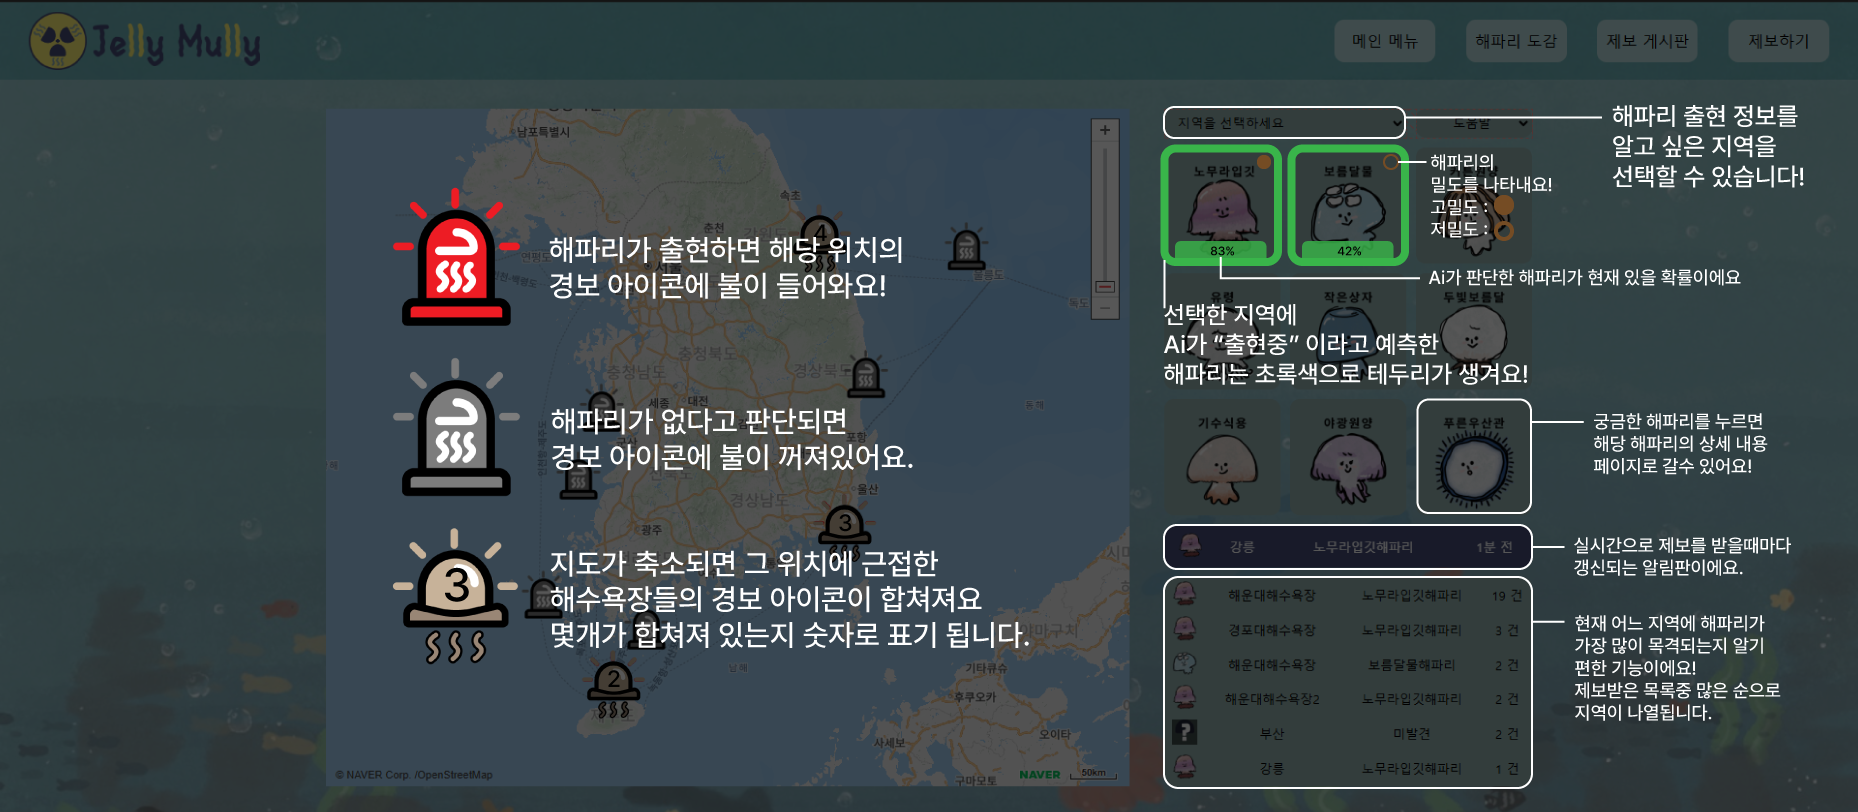 Jelly Mully
메인 메뉴
해파리 도감
제보 게시판
제보하기
남포특별시
속초
춘천
강원도
서울
연평도
울릉도
독도
충청북도
충청남도
경상북도
세종
대전
군산
포항
동해
전북도
경상남도
울산
광주
남해
야마구치
기타큐슈
후쿠오카
사세보
오이타
구마모토
4
3
2
© NAVER Corp. /OpenStreetMap
NAVER
50km
해파리가 출현하면 해당 위치의
경보 아이콘에 불이 들어와요!
해파리가 없다고 판단되면
경보 아이콘에 불이 꺼져있어요.
3
지도가 축소되면 그 위치에 근접한
해수욕장들의 경보 아이콘이 합쳐져요
몇개가 합쳐져 있는지 숫자로 표기 됩니다.
지역을 선택하세요
도움말
해파리 출현 정보를
알고 싶은 지역을
선택할 수 있습니다!
노무라입깃
83%
보름달물
42%
해파리의
밀도를 나타내요!
고밀도 :
저밀도 :
Ai가 판단한 해파리가 현재 있을 확률이에요
유령
작은상자
두빛보름달
선택한 지역에
Ai가 “출현중” 이라고 예측한
해파리는 초록색으로 테두리가 생겨요!
기수식용
야광원양
푸른우산관
궁금한 해파리를 누르면
해당 해파리의 상세 내용
페이지로 갈수 있어요!
강릉 노무라입깃해파리 1분 전
실시간으로 제보를 받을때마다
갱신되는 알림판이에요.
해운대해수욕장 노무라입깃해파리 19 건
경포대해수욕장 노무라입깃해파리 3 건
해운대해수욕장 보름달물해파리 2 건
해운대해수욕장2 노무라입깃해파리 2 건
? 부산 미발견 2 건
강릉 노무라입깃해파리 1 건
현재 어느 지역에 해파리가
가장 많이 목격되는지 알기
편한 기능이에요!
제보받은 목록중 많은 순으로
지역이 나열됩니다.